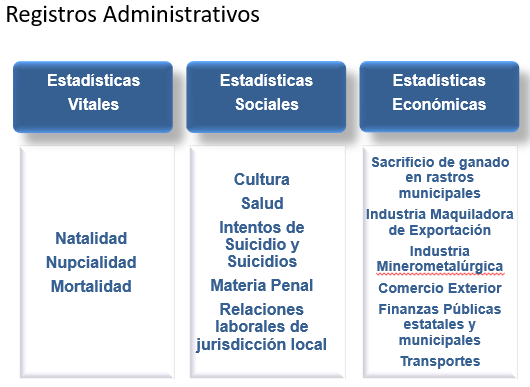 Registros Administrativos
Estadísticas
Vitales
Natalidad
Nupcialidad
Mortalidad
Estadísticas
Sociales
Cultura
Salud
Intentos de
Suicidio y
Suicidios
Materia Penal
Relaciones
laborales de
jurisdicción local
Estadísticas
Económicas
Sacrificio de ganado
en rastros
municipales
Industria Maquiladora
de Exportación
Industria
Minerometalúrgica
Comercio Exterior
Finanzas Públicas
estatales y
municipales
Transportes